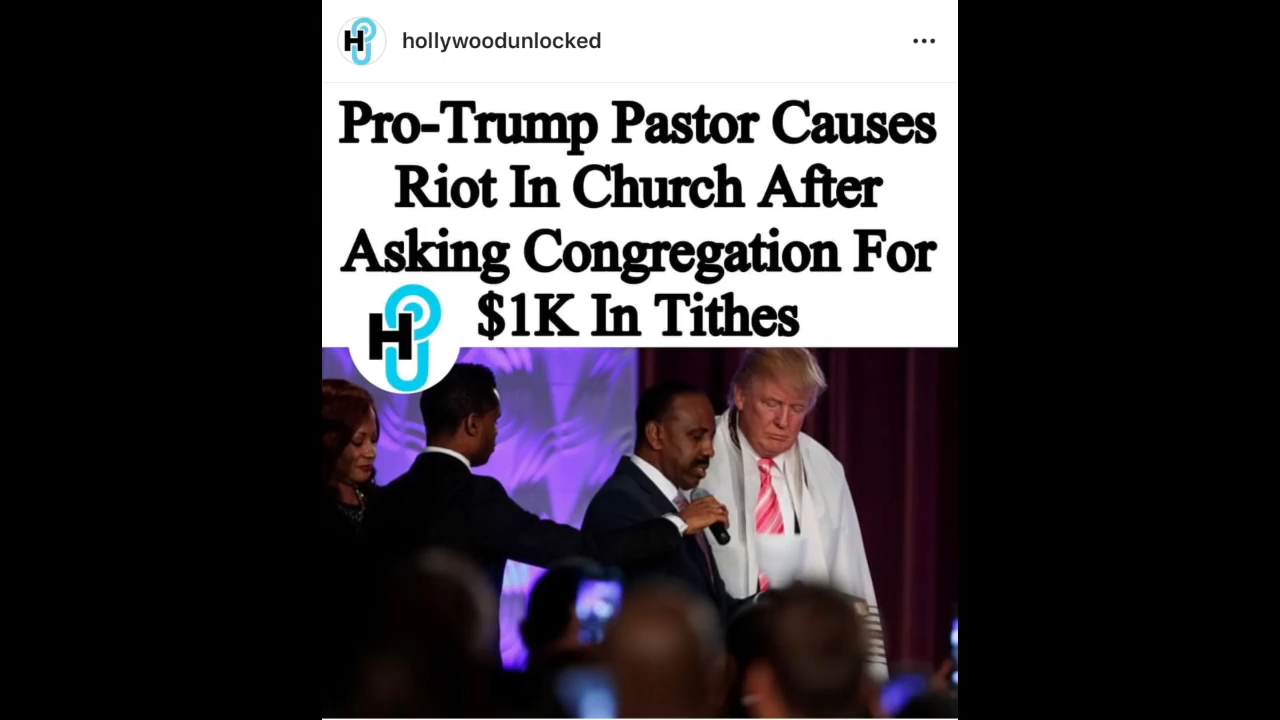 hollywoodunlocked
Pro-Trump Pastor Causes
Riot In Church After
Asking Congregation For
$1K In Tithes